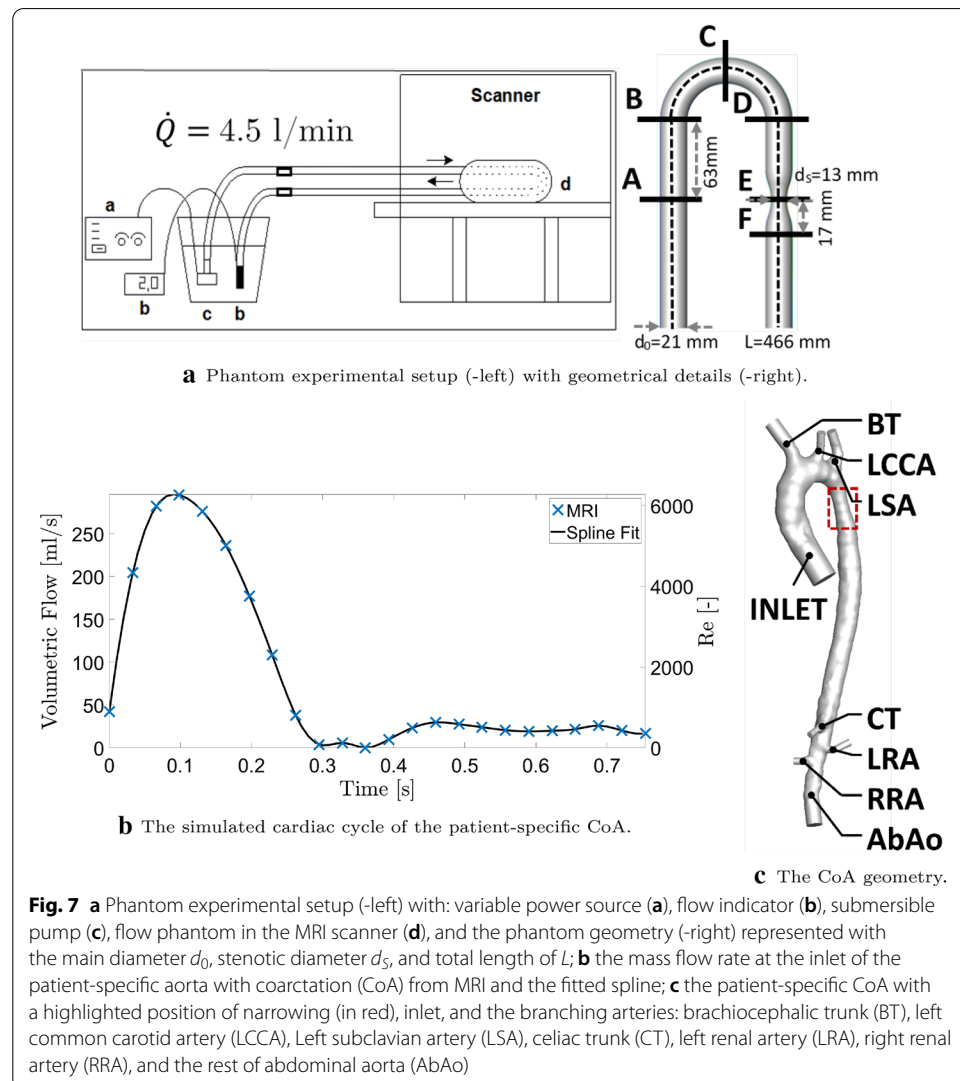 Scanner
Q̇ = 4.5 l/min
a
b
c
b
d
2,0
C
B
D
A
63mm
E
dₛ=13 mm
F
17 mm
d₀=21 mm
L=466 mm
a Phantom experimental setup (-left) with geometrical details (-right).
Volumetric Flow [ml/s]
250
200
150
100
50
0
6000
4000
2000
0
Re [-]
MRI
Spline Fit
0
0.1
0.2
0.3
0.4
0.5
0.6
0.7
Time [s]
b The simulated cardiac cycle of the patient-specific CoA.
BT
LCCA
LSA
INLET
CT
LRA
RRA
AbAo
c The CoA geometry.
Fig. 7 a Phantom experimental setup (-left) with: variable power source (a), flow indicator (b), submersible
pump (c), flow phantom in the MRI scanner (d), and the phantom geometry (-right) represented with
the main diameter d₀, stenotic diameter dₛ, and total length of L; b the mass flow rate at the inlet of the
patient-specific aorta with coarctation (CoA) from MRI and the fitted spline; c the patient-specific CoA with
a highlighted position of narrowing (in red), inlet, and the branching arteries: brachiocephalic trunk (BT), left
common carotid artery (LCCA), Left subclavian artery (LSA), celiac trunk (CT), left renal artery (LRA), right renal
artery (RRA), and the rest of abdominal aorta (AbAo)